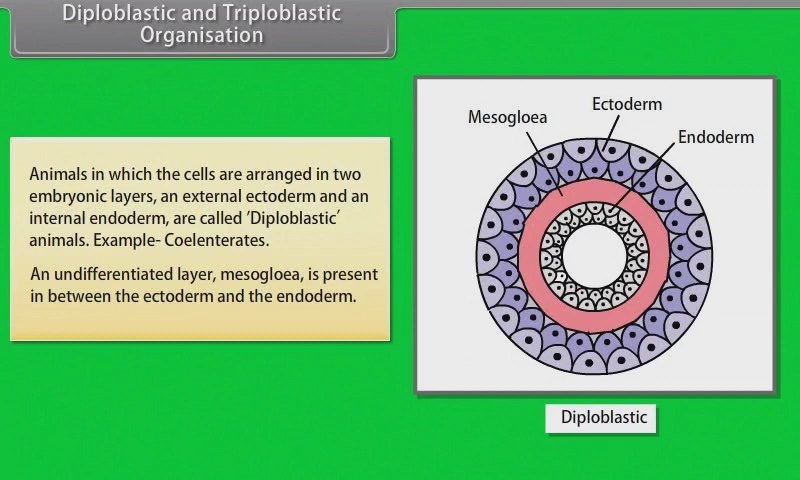 Diploblastic and Triploblastic
Organisation
Animals in which the cells are arranged in two
embryonic layers, an external ectoderm and an
internal endoderm, are called ‘Diploblastic’
animals. Example- Coelenterates.
An undifferentiated layer, mesogloea, is present
in between the ectoderm and the endoderm.
Ectoderm
Mesogloea
Endoderm
Diploblastic